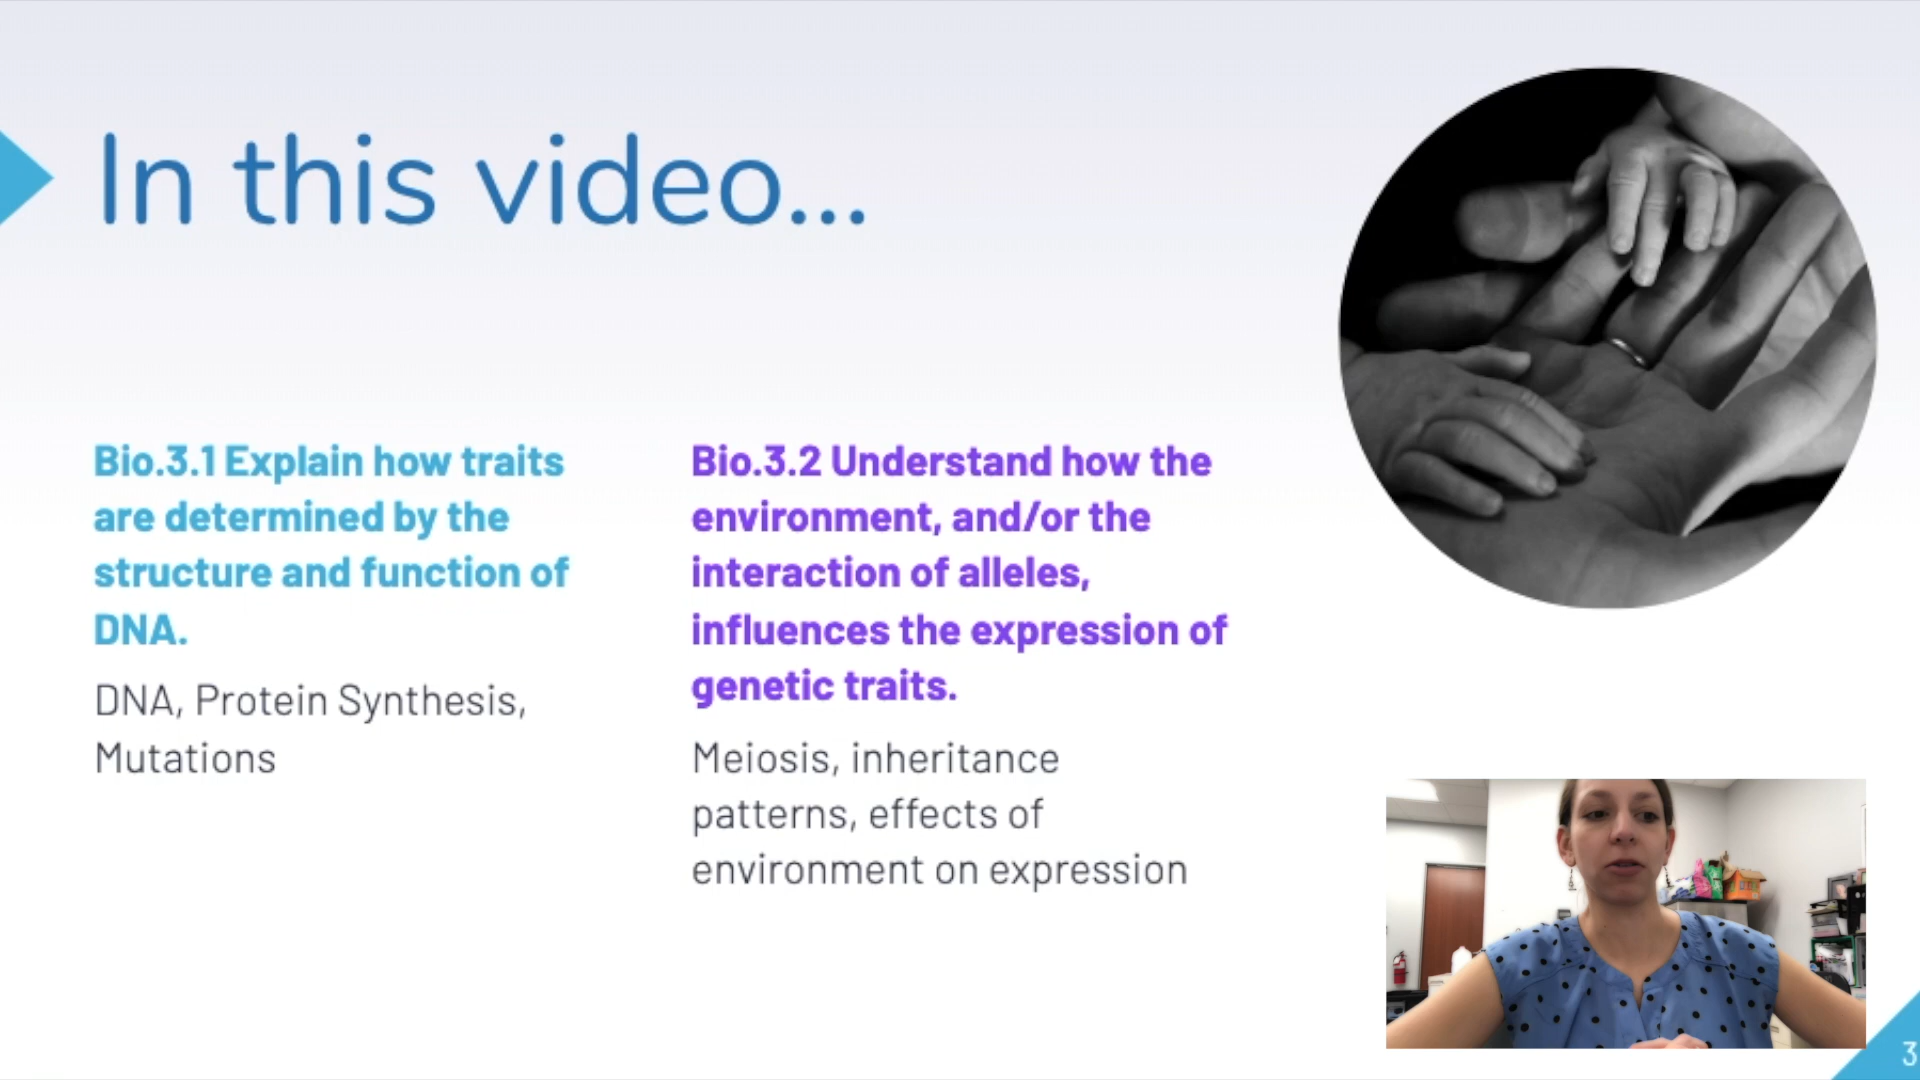 In this video...
Bio.3.1 Explain how traits
are determined by the
structure and function of
DNA.
DNA, Protein Synthesis,
Mutations
Bio.3.2 Understand how the
environment, and/or the
interaction of alleles,
influences the expression of
genetic traits.
Meiosis, inheritance
patterns, effects of
environment on expression
3